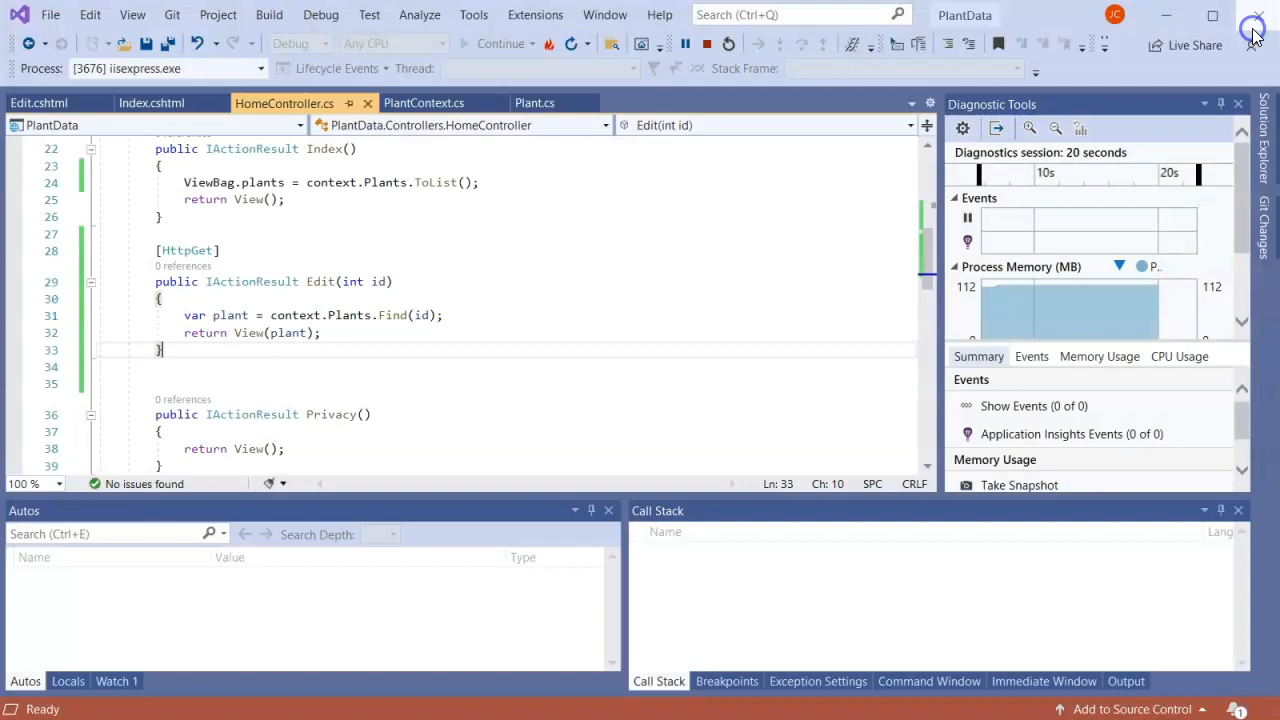 File Edit View Git Project Build Debug Test Analyze Tools Extensions Window Help Search (Ctrl+Q) PlantData JC
Debug Any CPU Continue Live Share
Process: [3676] iisexpress.exe Lifecycle Events Thread: Stack Frame:
Edit.cshtml Index.cshtml HomeController.cs PlantContext.cs Plant.cs
PlantData PlantData.Controllers.HomeController Edit(int id)
22 public IActionResult Index()
23 {
24 ViewBag.plants = context.Plants.ToList();
25 return View();
26 }
27
28 [HttpGet]
0 references
29 public IActionResult Edit(int id)
30 {
31 var plant = context.Plants.Find(id);
32 return View(plant);
33 }
34
35
0 references
36 public IActionResult Privacy()
37 {
38 return View();
39 }
100 % No issues found Ln: 33 Ch: 10 SPC CRLF
Diagnostic Tools
Diagnostics session: 20 seconds
10s 20s
Events
Process Memory (MB) P..
112 112
Summary Events Memory Usage CPU Usage
Events
Show Events (0 of 0)
Application Insights Events (0 of 0)
Memory Usage
Take Snapshot
Solution Explorer
Git Changes
Autos
Search (Ctrl+E) Search Depth:
Name Value Type
Autos Locals Watch 1
Call Stack
Name Lang
Call Stack Breakpoints Exception Settings Command Window Immediate Window Output
Ready Add to Source Control 1